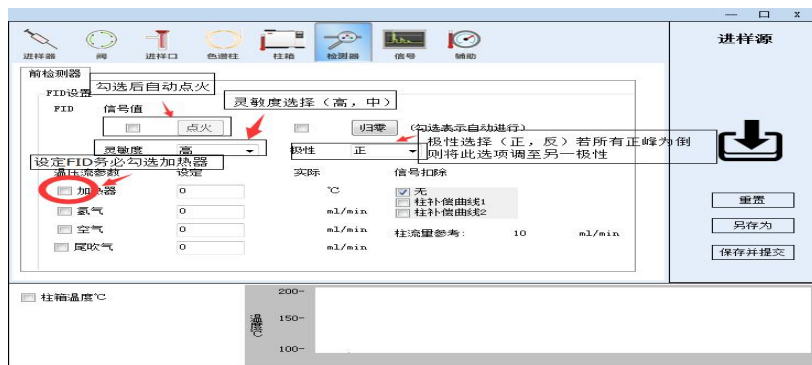 进样器 阀 进样口 色谱柱 柱箱 检测器 信号 辅助
进样源
前检测器
勾选后自动点火
FID设置
灵敏度选择（高，中）
FID 信号值
点火 归零 (勾选表示自动进行)
极性选择（正，反）若所有正峰为倒
则将此选项调至另一极性
灵敏度 高 极性 正
设定FID务必勾选加热器
温压流参数 设定 实际 信号扣除
加热器 0 ℃ 无
柱补偿曲线1
氢气 0 ml/min 柱补偿曲线2
空气 0 ml/min 柱流量参考: 10 ml/min
尾吹气 0 ml/min
重置
另存为
保存并提交
柱箱温度℃
200-
150-
100-
温度℃